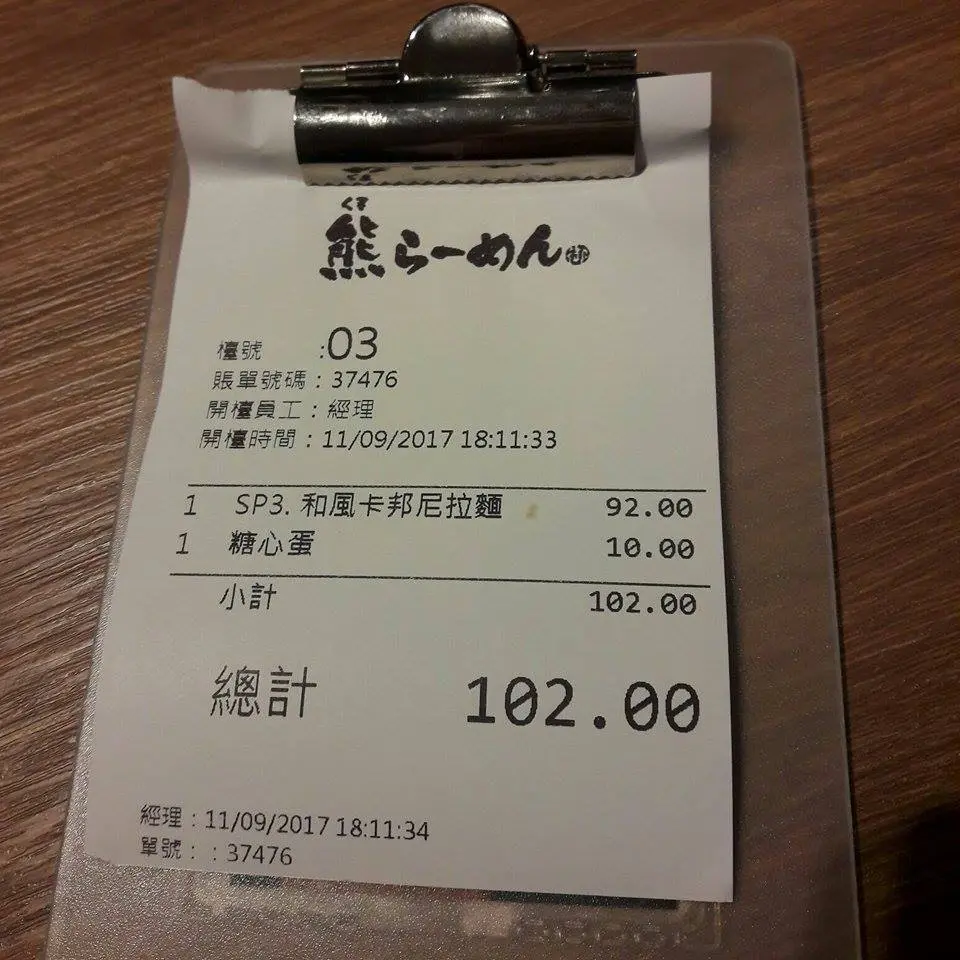 くま
熊らーめん
檯號 :03
賬單號碼：37476
開檯員工：經理
開檯時間：11/09/2017 18:11:33
1 SP3. 和風卡邦尼拉麵 92.00
1 糖心蛋 10.00
小計 102.00
總計 102.00
經理：11/09/2017 18:11:34
單號：：37476